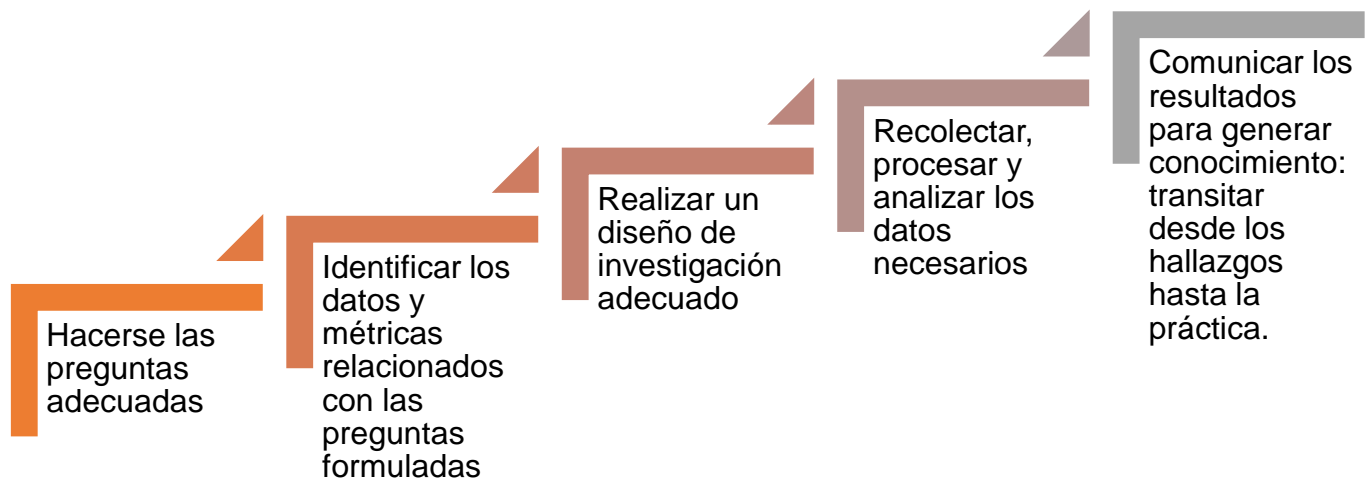 Hacerse las
preguntas
adecuadas
Identificar los
datos y
métricas
relacionados
con las
preguntas
formuladas
Realizar un
diseño de
investigación
adecuado
Recolectar,
procesar y
analizar los
datos
necesarios
Comunicar los
resultados
para generar
conocimiento:
transitar
desde los
hallazgos
hasta la
práctica.